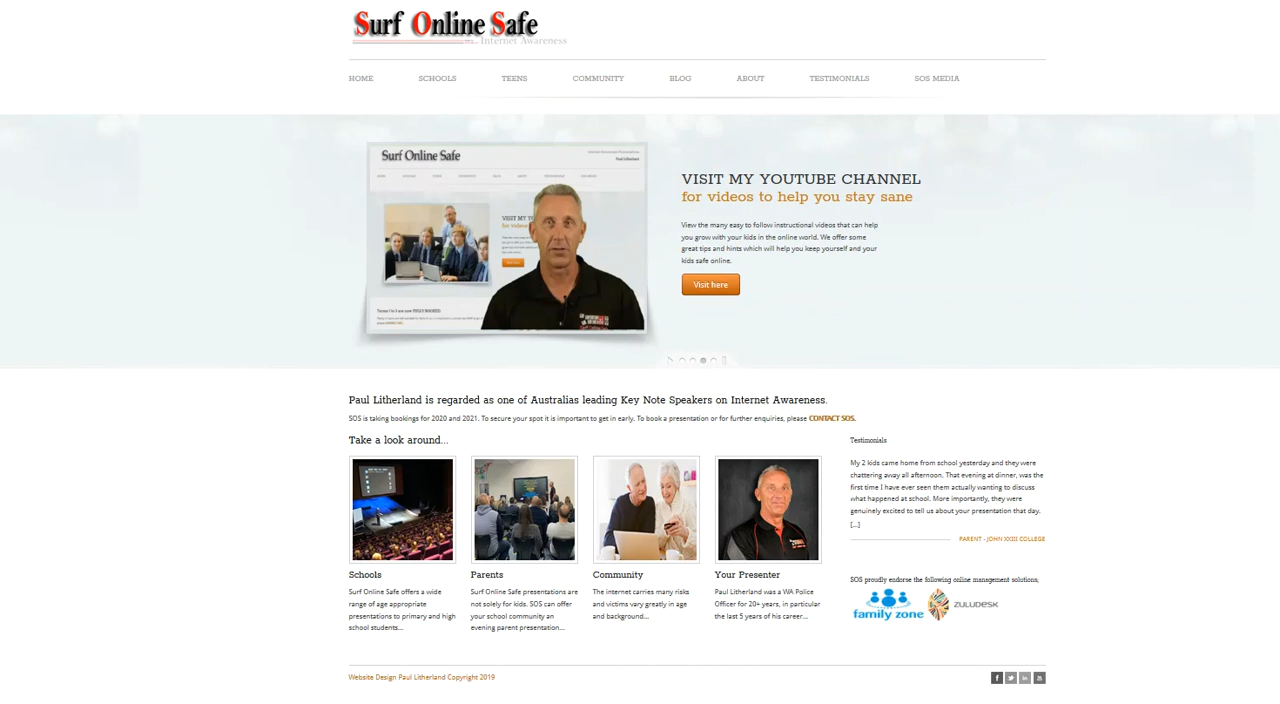 Surf Online Safe
Internet Awareness
HOME SCHOOLS TEENS COMMUNITY BLOG ABOUT TESTIMONIALS SOS MEDIA
Surf Online Safe
Paul Litherland
VISIT MY YOUTUBE CHANNEL
for videos to help you stay sane
View the many easy to follow instructional videos that can help
you grow with your kids in the online world. We offer some
great tips and hints which will help you keep yourself and your
kids safe online.
Visit here
Paul Litherland is regarded as one of Australias leading Key Note Speakers on Internet Awareness.
SOS is taking bookings for 2020 and 2021. To secure your spot it is important to get in early. To book a presentation or for further enquiries, please CONTACT SOS.
Take a look around...
Schools
Surf Online Safe offers a wide
range of age appropriate
presentations to primary and high
school students...
Parents
Surf Online Safe presentations are
not solely for kids. SOS can offer
your school community an
evening parent presentation...
Community
The internet carries many risks
and victims vary greatly in age
and background...
Your Presenter
Paul Litherland was a WA Police
Officer for 20+ years, in particular
the last 5 years of his career...
Testimonials
My 2 kids came home from school yesterday and they were
chattering away all afternoon. That evening at dinner, was the
first time I have ever seen them actually wanting to discuss
what happened at school. More importantly, they were
genuinely excited to tell us about your presentation that day.
[...]
PARENT - JOHN XXIII COLLEGE
SOS proudly endorse the following online management solutions;
family zone
ZULUDESK
Website Design Paul Litherland Copyright 2019